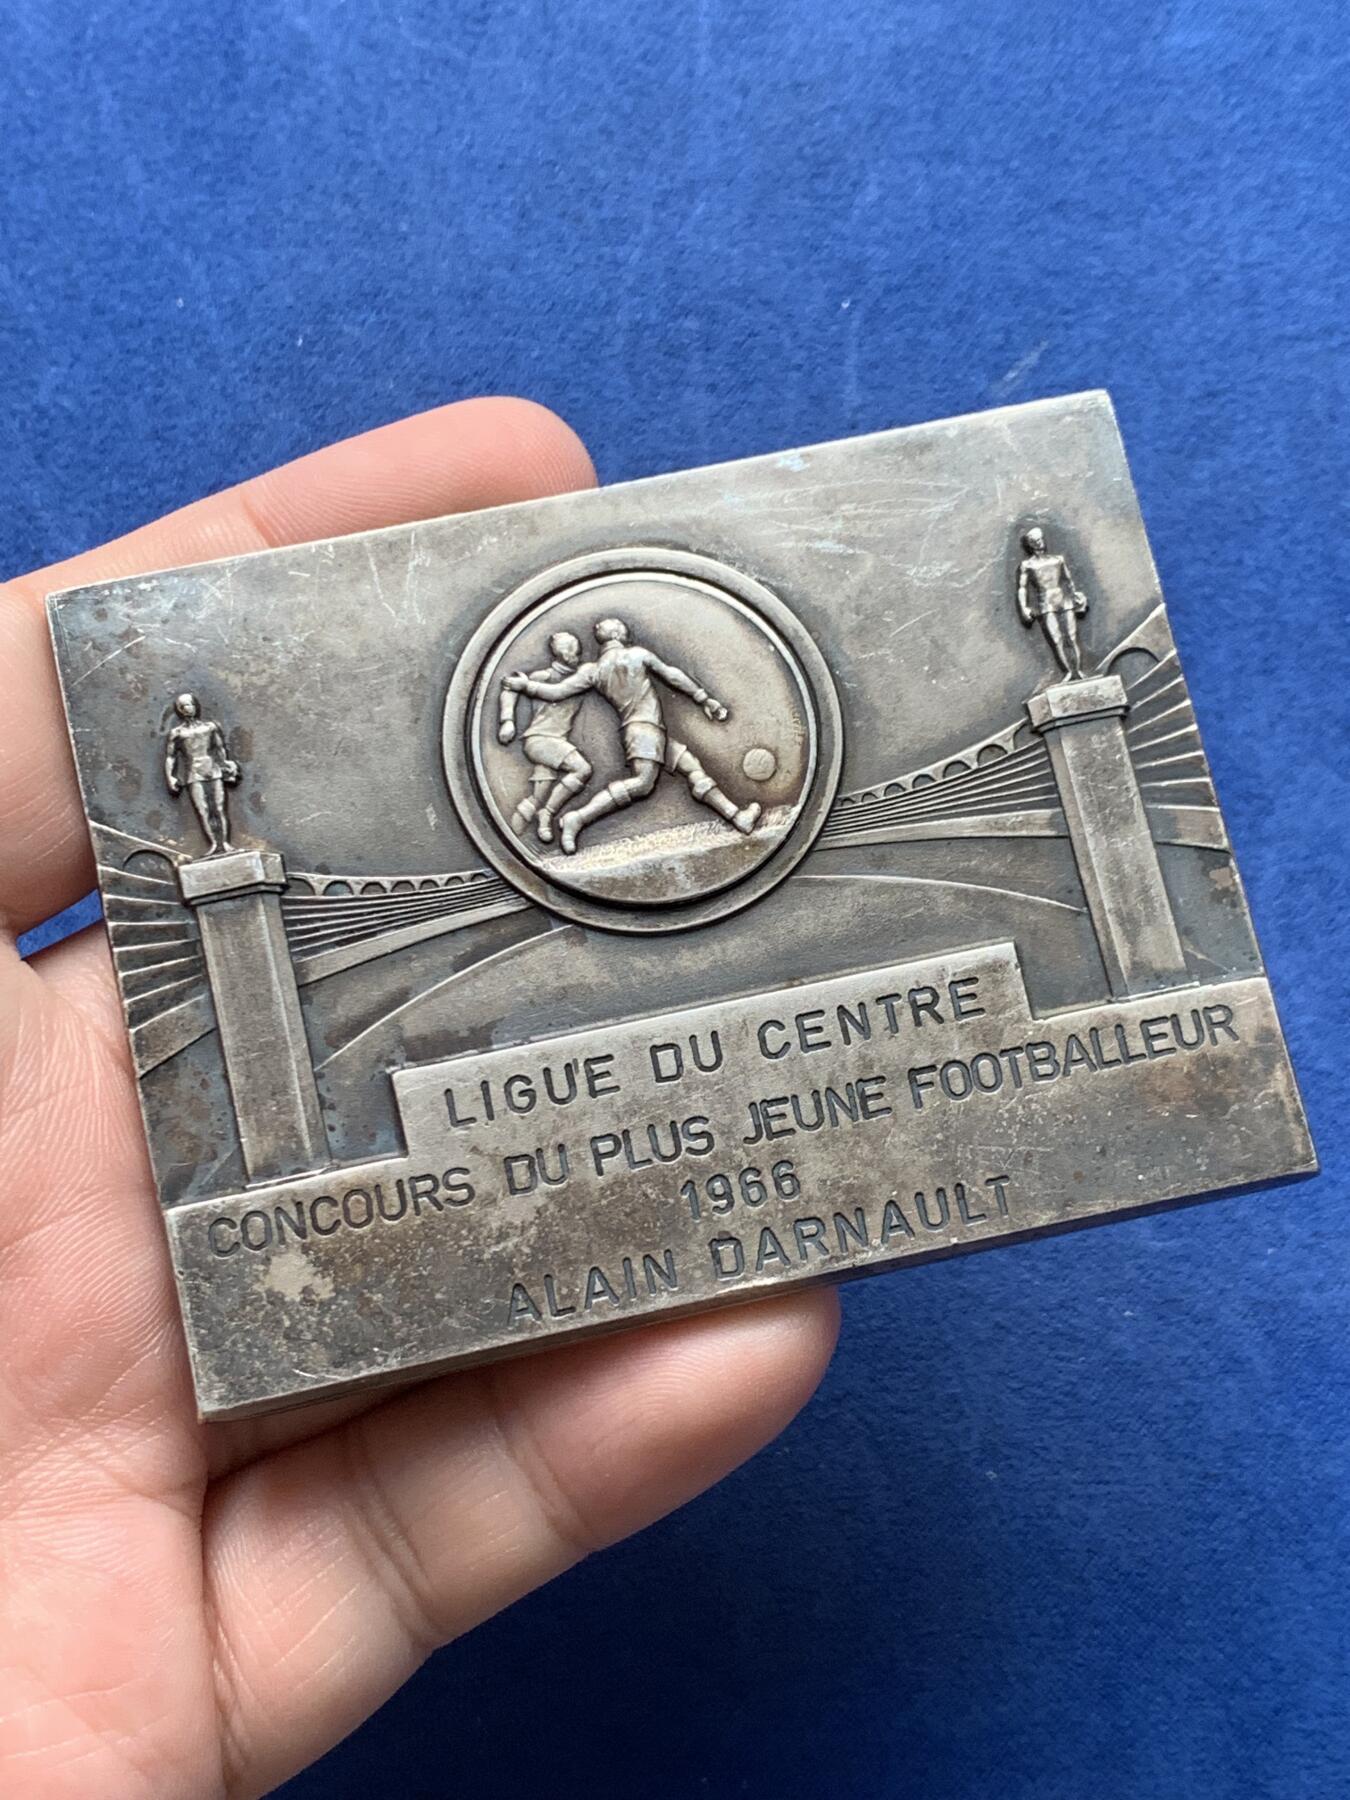 LIGUE DU CENTRE
CONCOURS DU PLUS JEUNE FOOTBALLEUR
1966
ALAIN DARNAULT